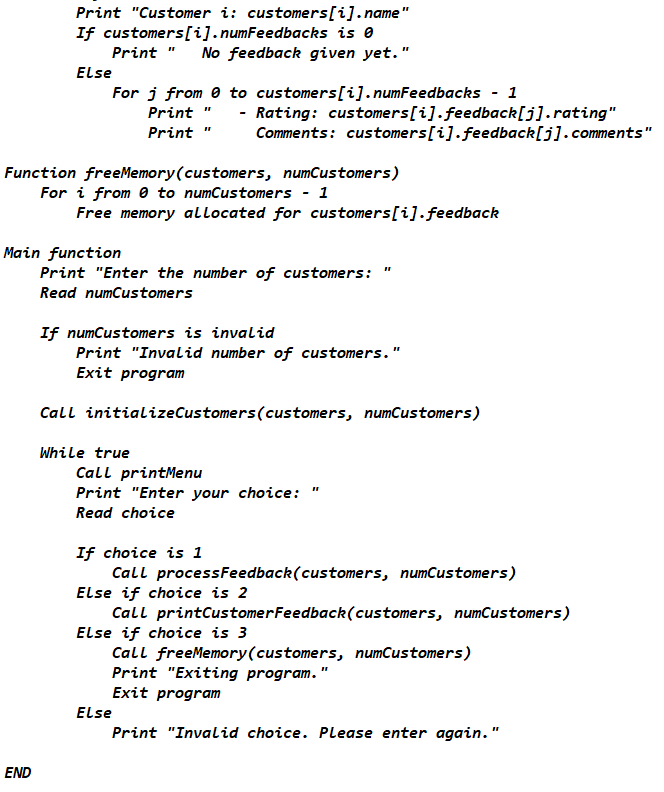 Print "Customer i: customers[i].name"
If customers[i].numFeedbacks is 0
Print "   No feedback given yet."
Else
For j from 0 to customers[i].numFeedbacks - 1
Print "   - Rating: customers[i].feedback[j].rating"
Print "     Comments: customers[i].feedback[j].comments"
Function freeMemory(customers, numCustomers)
For i from 0 to numCustomers - 1
Free memory allocated for customers[i].feedback
Main function
Print "Enter the number of customers: "
Read numCustomers
If numCustomers is invalid
Print "Invalid number of customers."
Exit program
Call initializeCustomers(customers, numCustomers)
While true
Call printMenu
Print "Enter your choice: "
Read choice
If choice is 1
Call processFeedback(customers, numCustomers)
Else if choice is 2
Call printCustomerFeedback(customers, numCustomers)
Else if choice is 3
Call freeMemory(customers, numCustomers)
Print "Exiting program."
Exit program
Else
Print "Invalid choice. Please enter again."
END